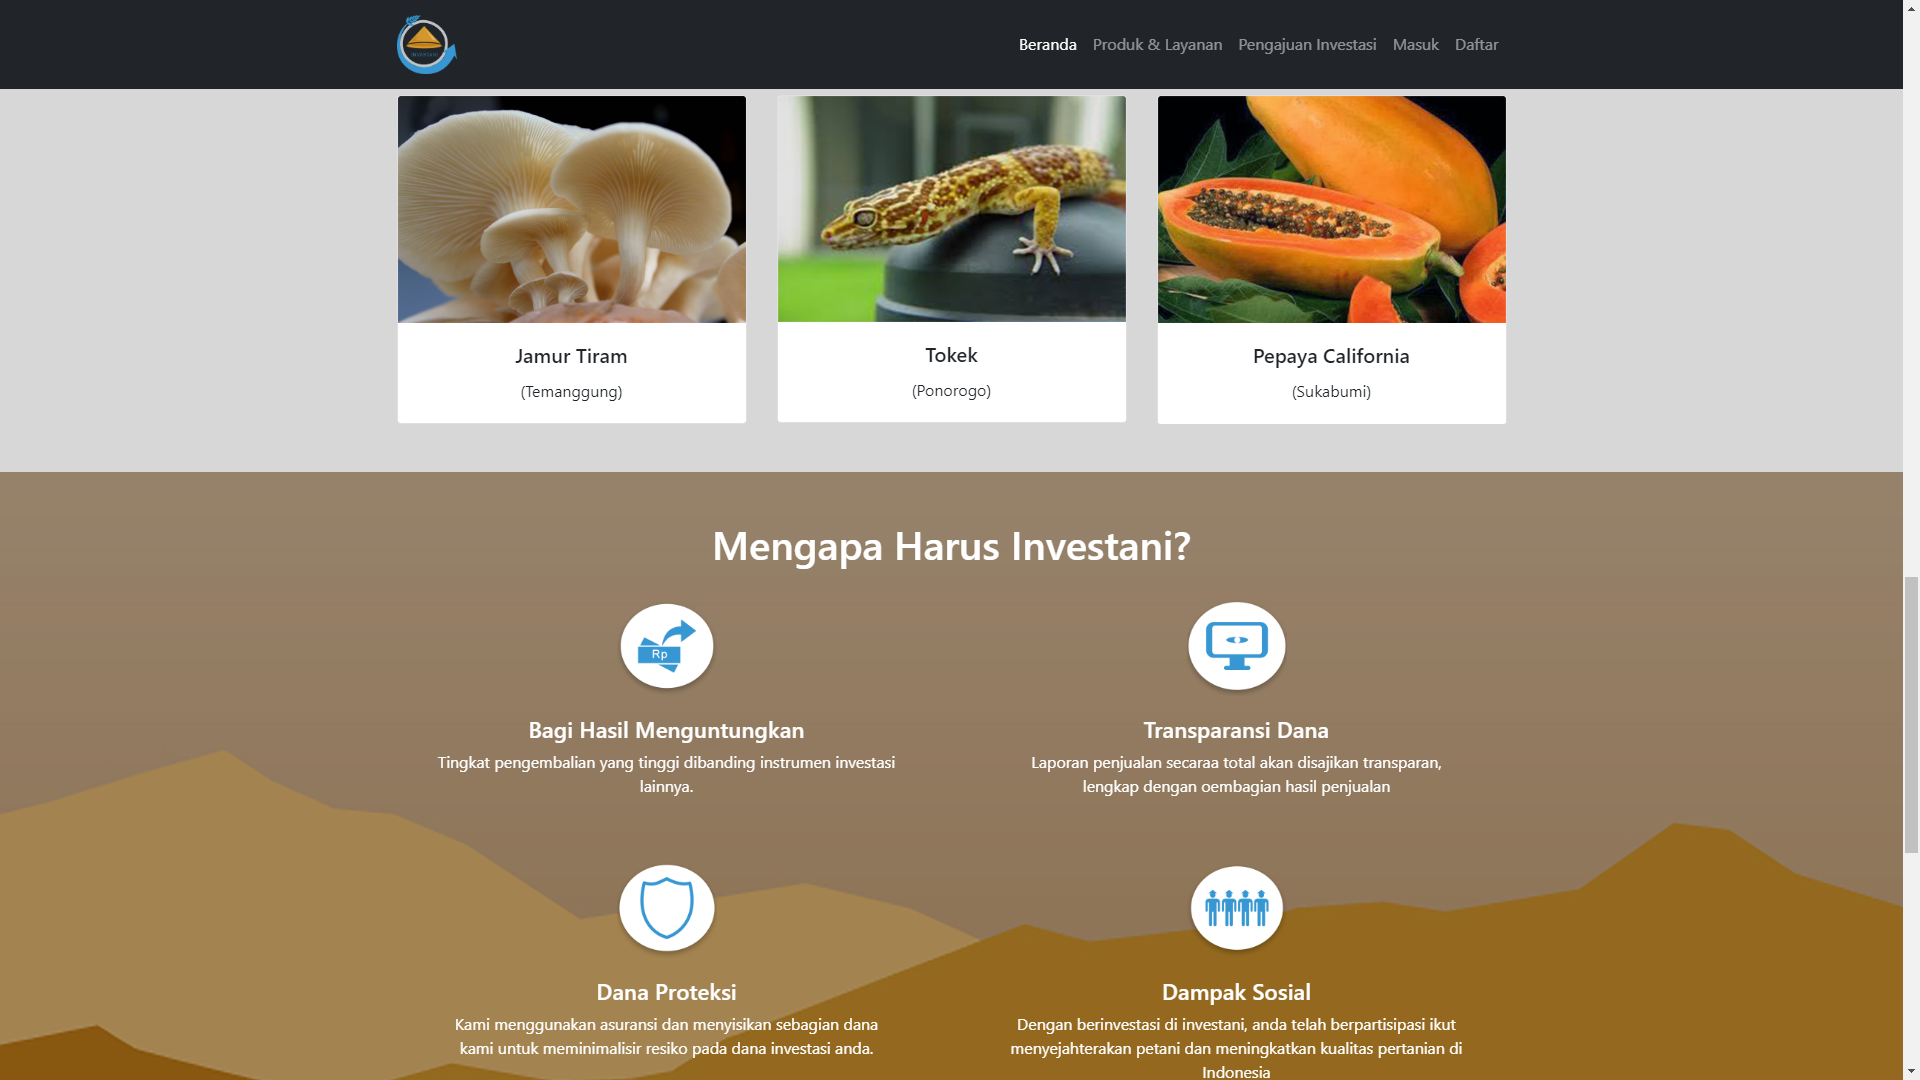 Beranda Produk & Layanan Pengajuan Investasi Masuk Daftar
Jamur Tiram
(Temanggung)
Tokek
(Ponorogo)
Pepaya California
(Sukabumi)
Mengapa Harus Investani?
Rp
Bagi Hasil Menguntungkan
Tingkat pengembalian yang tinggi dibanding instrumen investasi
lainnya.
Transparansi Dana
Laporan penjualan secaraa total akan disajikan transparan,
lengkap dengan oembagian hasil penjualan
Dana Proteksi
Kami menggunakan asuransi dan menyisikan sebagian dana
kami untuk meminimalisir resiko pada dana investasi anda.
Dampak Sosial
Dengan berinvestasi di investani, anda telah berpartisipasi ikut
menyejahterakan petani dan meningkatkan kualitas pertanian di
Indonesia